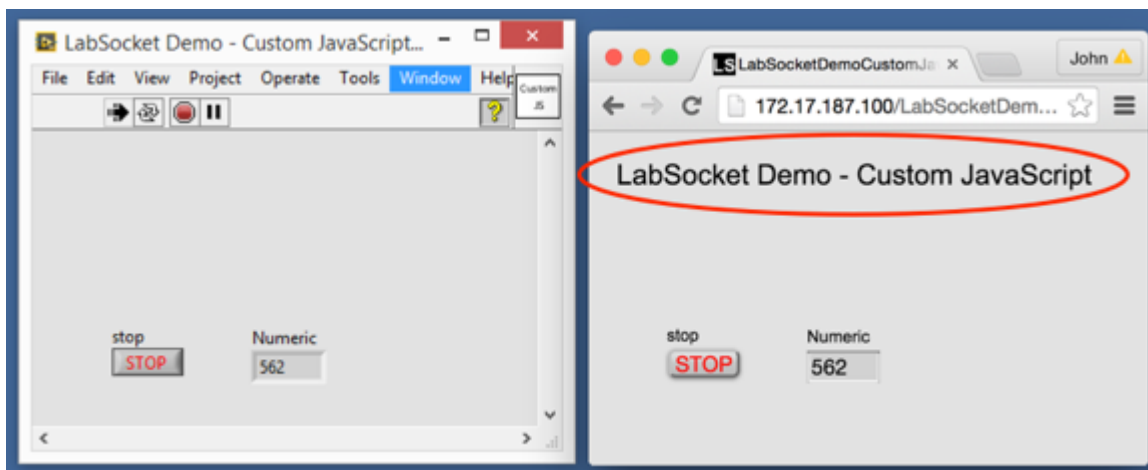 LabSocket Demo - Custom JavaScript...
File Edit View Project Operate Tools Window Help
Custom
JS
stop
STOP
Numeric
562
LS LabSocketDemoCustomJa
John
172.17.187.100/LabSocketDem...
LabSocket Demo - Custom JavaScript
stop
STOP
Numeric
562